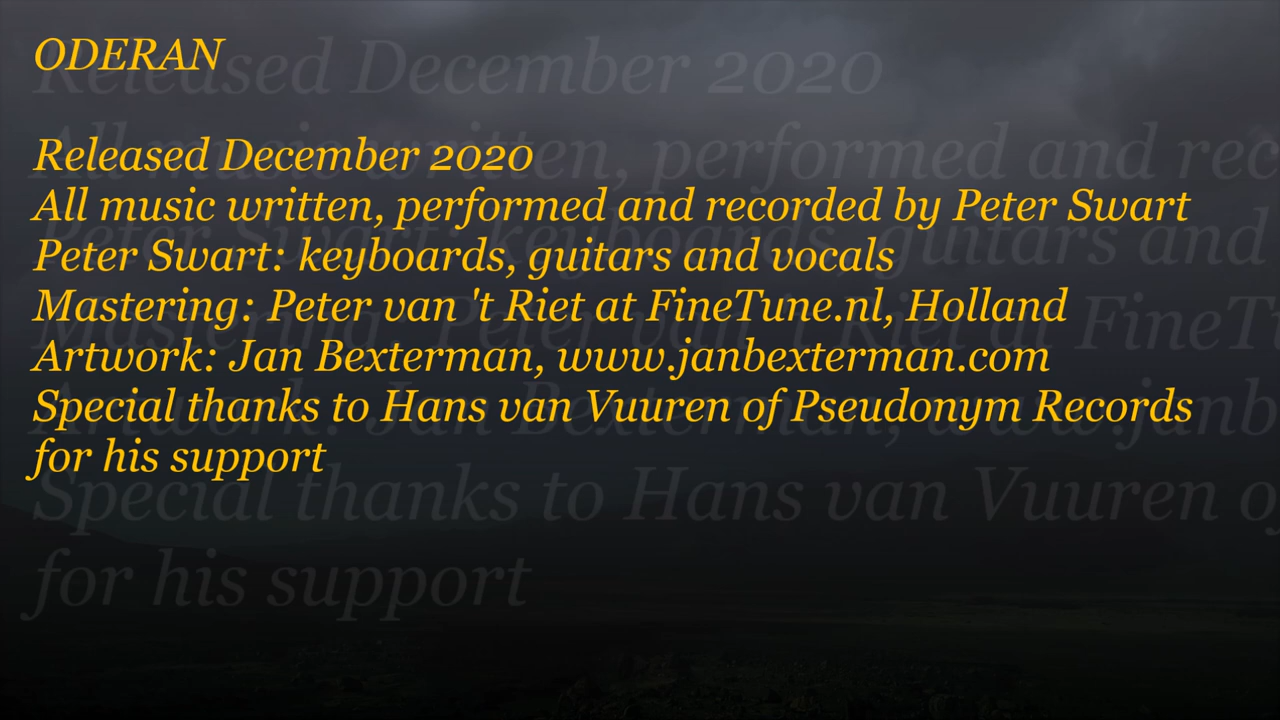 ODERAN
Released December 2020
All music written, performed and recorded by Peter Swart
Peter Swart: keyboards, guitars and vocals
Mastering: Peter van 't Riet at FineTune.nl, Holland
Artwork: Jan Bexterman, www.janbexterman.com
Special thanks to Hans van Vuuren of Pseudonym Records
for his support